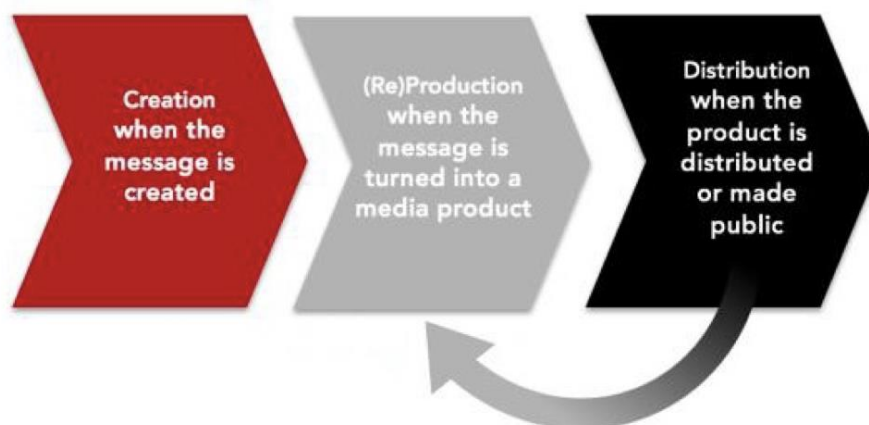 Creation
when the
message is
created
(Re)Production
when the
message is
turned into a
media product
Distribution
when the
product is
distributed
or made
public